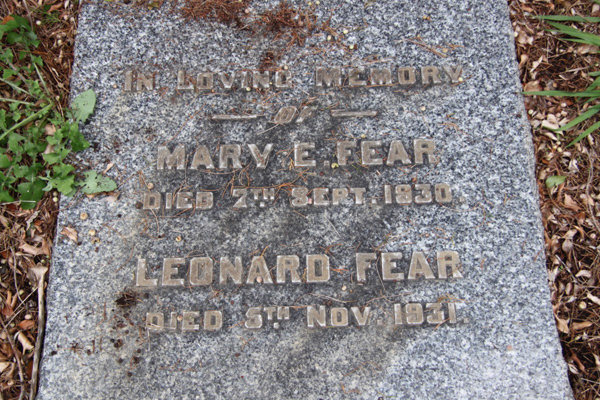 IN LOVING MEMORY
OF
MARY E. FEAR.
DIED 7TH SEPT. 1930.
LEONARD FEAR
DIED 5TH NOV. 1931.